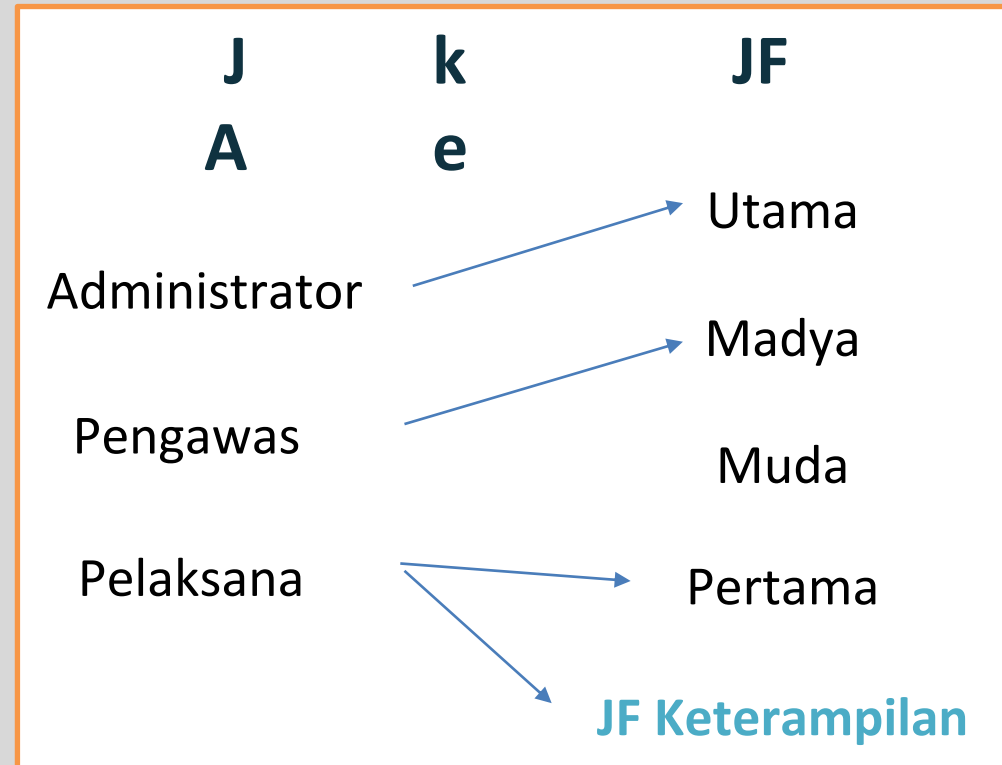 J k JF
A e
Utama
Administrator
Madya
Pengawas
Muda
Pelaksana
Pertama
JF Keterampilan